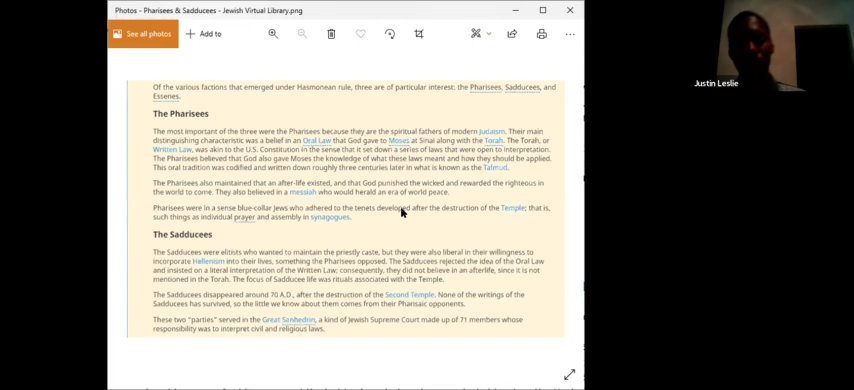 Photos - Pharisees & Sadducees - Jewish Virtual Library.png
See all photos
Add to
Justin Leslie
Of the various factions that emerged under Hasmonean rule, three are of particular interest: the Pharisees, Sadducees, and
Essenes.
The Pharisees
The most important of the three were the Pharisees because they are the spiritual fathers of modern Judaism. Their main
distinguishing characteristic was a belief in an Oral Law that God gave to Moses at Sinai along with the Torah. The Torah, or
Written Law, was akin to the U.S. Constitution in the sense that it set down a series of laws that were open to interpretation.
The Pharisees believed that God also gave Moses the knowledge of what these laws meant and how they should be applied.
This oral tradition was codified and written down roughly three centuries later in what is known as the Talmud.
The Pharisees also maintained that an after-life existed, and that God punished the wicked and rewarded the righteous in
the world to come. They also believed in a messiah who would herald an era of world peace.
Pharisees were in a sense blue-collar Jews who adhered to the tenets developed after the destruction of the Temple; that is,
such things as individual prayer and assembly in synagogues.
The Sadducees
The Sadducees were elitists who wanted to maintain the priestly caste, but they were also liberal in their willingness to
incorporate Hellenism into their lives, something the Pharisees opposed. The Sadducees rejected the idea of the Oral Law
and insisted on a literal interpretation of the Written Law; consequently, they did not believe in an afterlife, since it is not
mentioned in the Torah. The focus of Sadducee life was rituals associated with the Temple.
The Sadducees disappeared around 70 A.D., after the destruction of the Second Temple. None of the writings of the
Sadducees has survived, so the little we know about them comes from their Pharisaic opponents.
These two "parties" served in the Great Sanhedrin, a kind of Jewish Supreme Court made up of 71 members whose
responsibility was to interpret civil and religious laws.